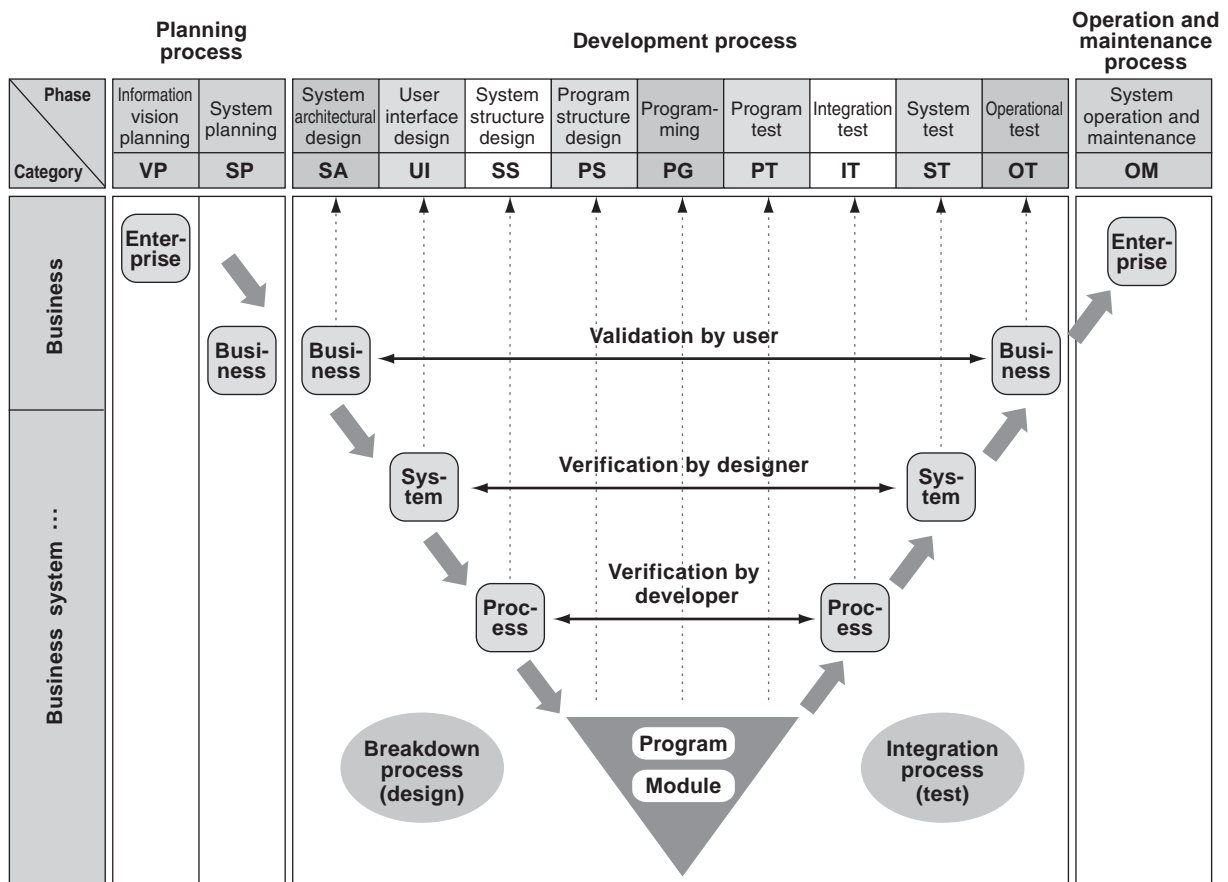 Planning
process
Development process
Operation and
maintenance
process
Phase
Category
Information
vision
planning
System
planning
System
architectural
design
User
interface
design
System
structure
design
Program
structure
design
Program-
ming
Program
test
Integration
test
System
test
Operational
test
System
operation and
maintenance
VP
SP
SA
UI
SS
PS
PG
PT
IT
ST
OT
OM
Business
Enter-
prise
Enter-
prise
Busi-
ness
Busi-
ness
Validation by user
Busi-
ness
Business system ...
Sys-
tem
Verification by designer
Sys-
tem
Proc-
ess
Verification by
developer
Proc-
ess
Breakdown
process
(design)
Program
Module
Integration
process
(test)